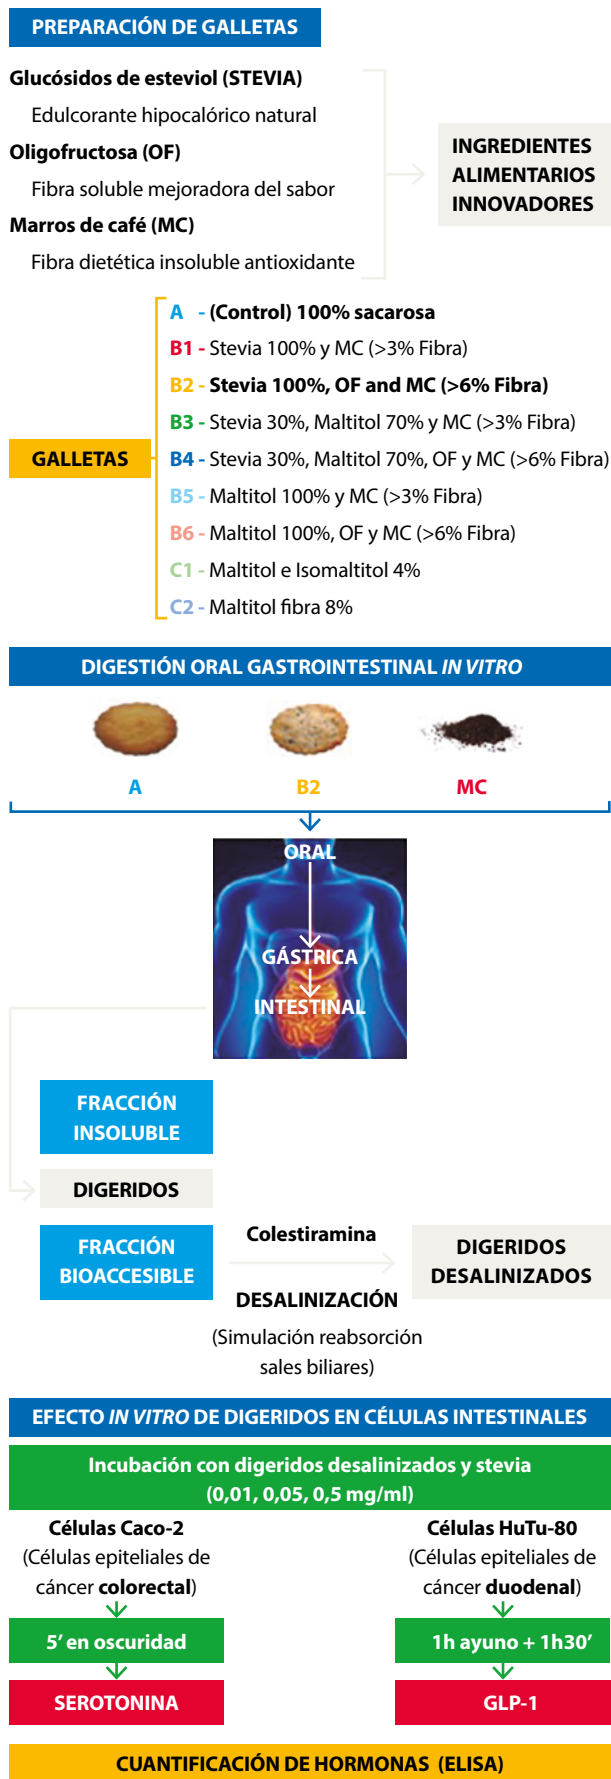 PREPARACIÓN DE GALLETAS
Glucósidos de esteviol (STEVIA)
Edulcorante hipocalórico natural
Oligofructosa (OF)
Fibra soluble mejoradora del sabor
Marros de café (MC)
Fibra dietética insoluble antioxidante
INGREDIENTES
ALIMENTARIOS
INNOVADORES
GALLETAS
A - (Control) 100% sacarosa
B1 - Stevia 100% y MC (>3% Fibra)
B2 - Stevia 100%, OF and MC (>6% Fibra)
B3 - Stevia 30%, Maltitol 70% y MC (>3% Fibra)
B4 - Stevia 30%, Maltitol 70%, OF y MC (>6% Fibra)
B5 - Maltitol 100% y MC (>3% Fibra)
B6 - Maltitol 100%, OF y MC (>6% Fibra)
C1 - Maltitol e Isomaltitol 4%
C2 - Maltitol fibra 8%
DIGESTIÓN ORAL GASTROINTESTINAL IN VITRO
A
B2
MC
ORAL
GÁSTRICA
INTESTINAL
FRACCIÓN
INSOLUBLE
DIGERIDOS
FRACCIÓN
BIOACCESIBLE
Colestiramina
DESALINIZACIÓN
(Simulación reabsorción
sales biliares)
DIGERIDOS
DESALINIZADOS
EFECTO IN VITRO DE DIGERIDOS EN CÉLULAS INTESTINALES
Incubación con digeridos desalinizados y stevia
(0,01, 0,05, 0,5 mg/ml)
Células Caco-2
(Células epiteliales de
cáncer colorectal)
5’ en oscuridad
SEROTONINA
Células HuTu-80
(Células epiteliales de
cáncer duodenal)
1h ayuno + 1h30’
GLP-1
CUANTIFICACIÓN DE HORMONAS (ELISA)